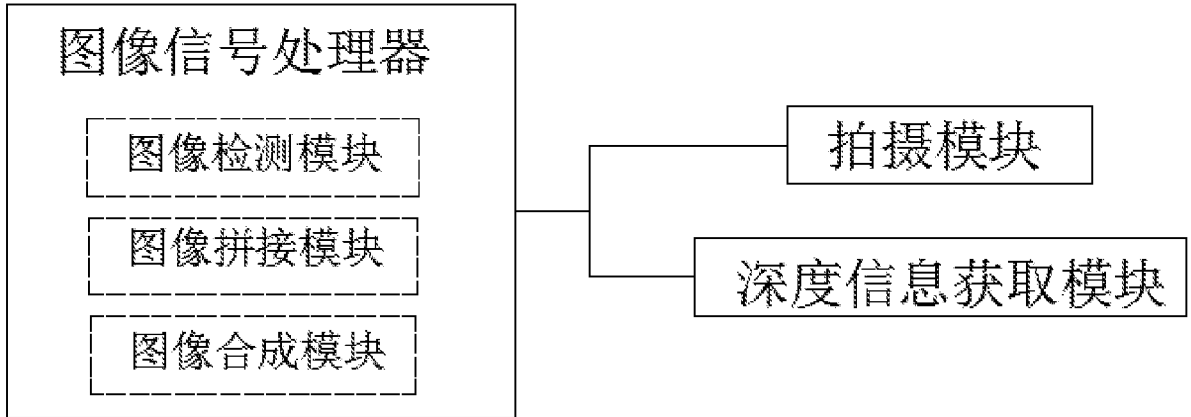 图像信号处理器
图像检测模块
图像拼接模块
图像合成模块
拍摄模块
深度信息获取模块